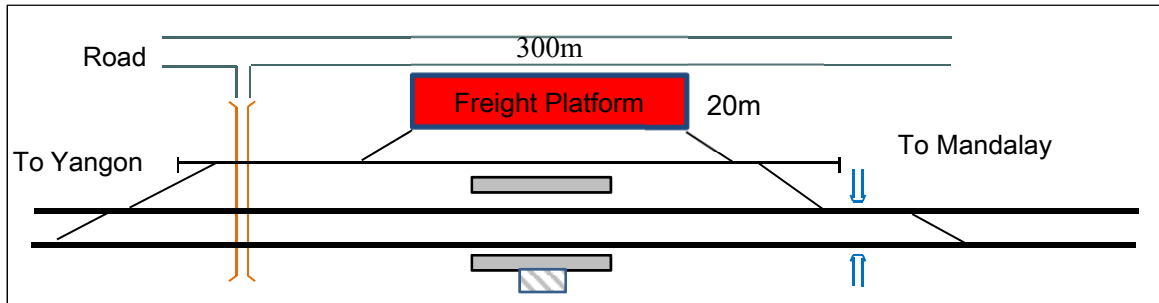 300m
Road
Freight Platform
20m
To Yangon
To Mandalay